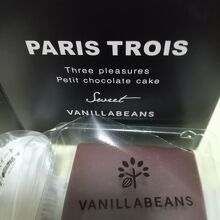 PARIS TROIS
Three pleasures
Petit chocolate cake
Sweet
VANILLABEANS
VANILLABEANS